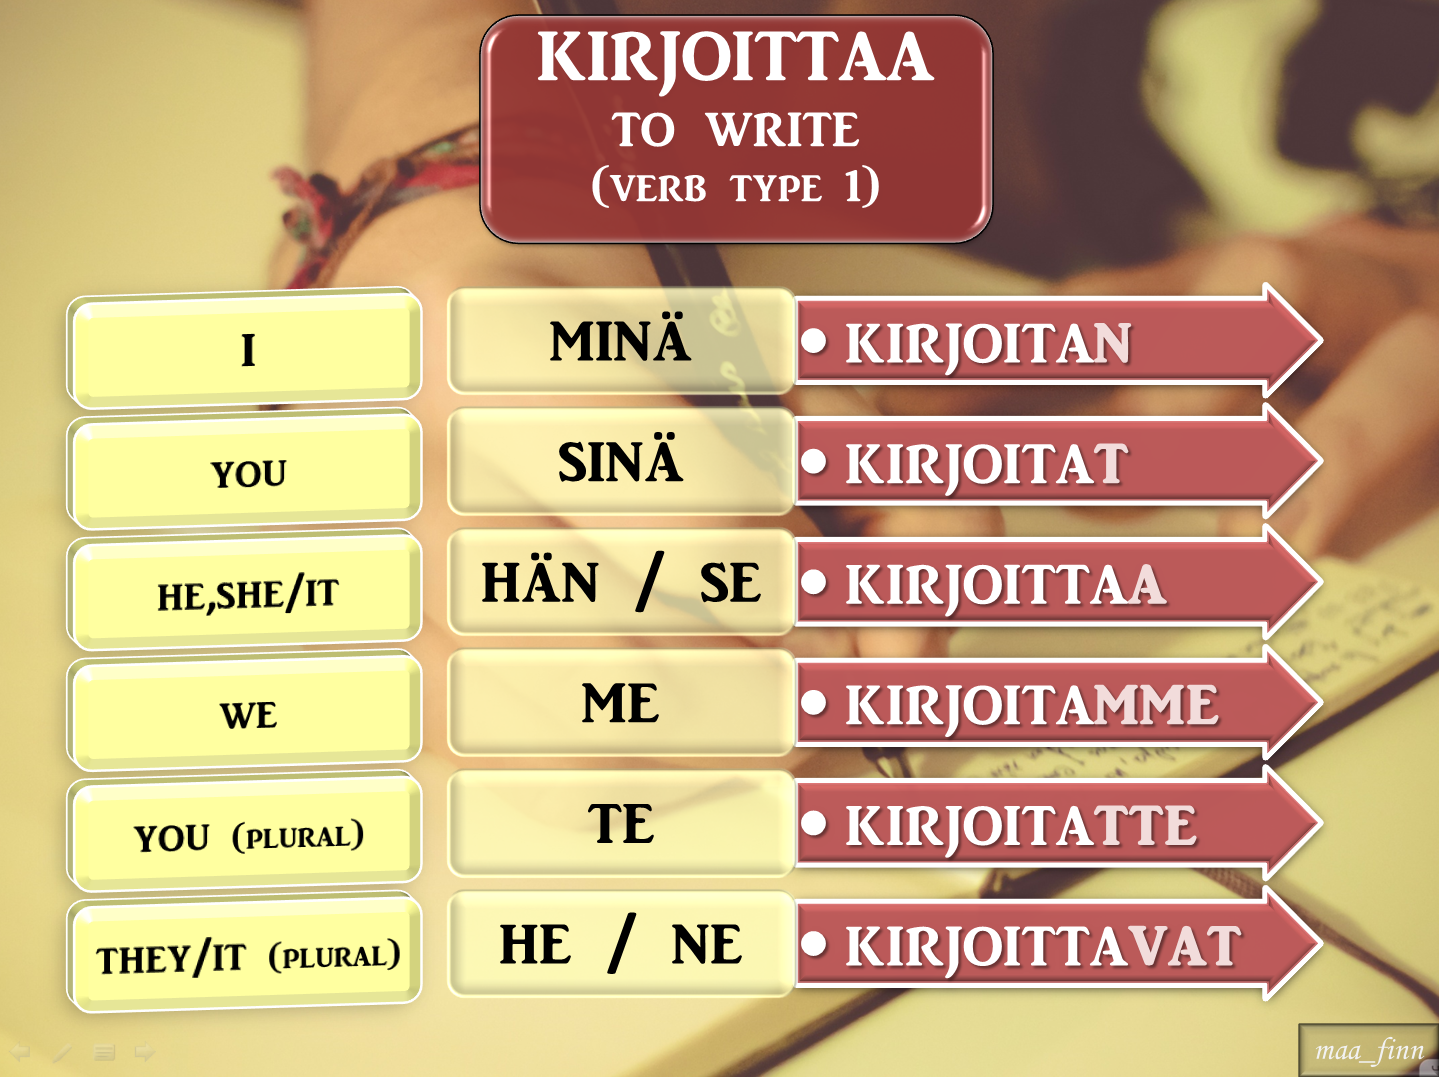 KIRJOITTAA
TO WRITE
(VERB TYPE 1)
I MINÄ • KIRJOITAN
YOU SINÄ • KIRJOITAT
HE,SHE/IT HÄN / SE • KIRJOITTAA
WE ME • KIRJOITAMME
YOU (PLURAL) TE • KIRJOITATTE
THEY/IT (PLURAL) HE / NE • KIRJOITTAVAT
maa_finn